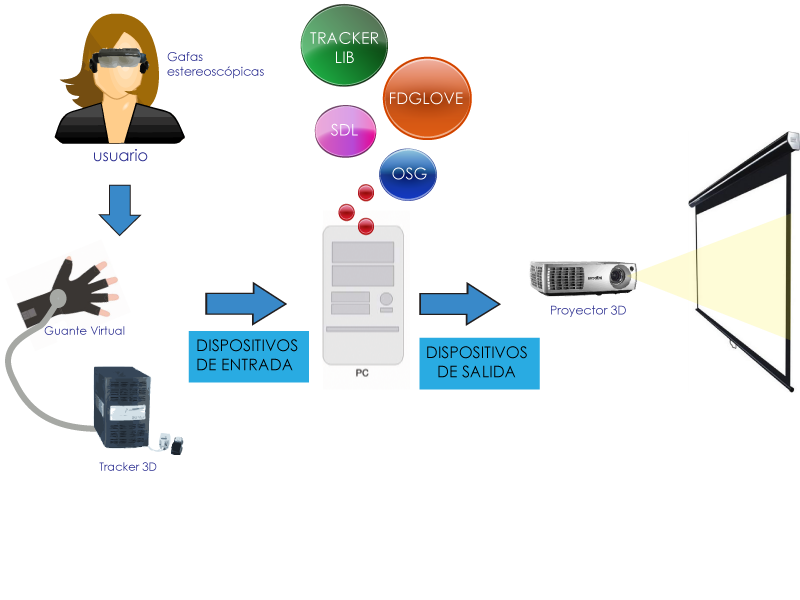 Gafas
estereoscópicas
usuario
TRACKER
LIB
FDGLOVE
SDL
OSG
Guante Virtual
Tracker 3D
DISPOSITIVOS
DE ENTRADA
PC
DISPOSITIVOS
DE SALIDA
Proyector 3D